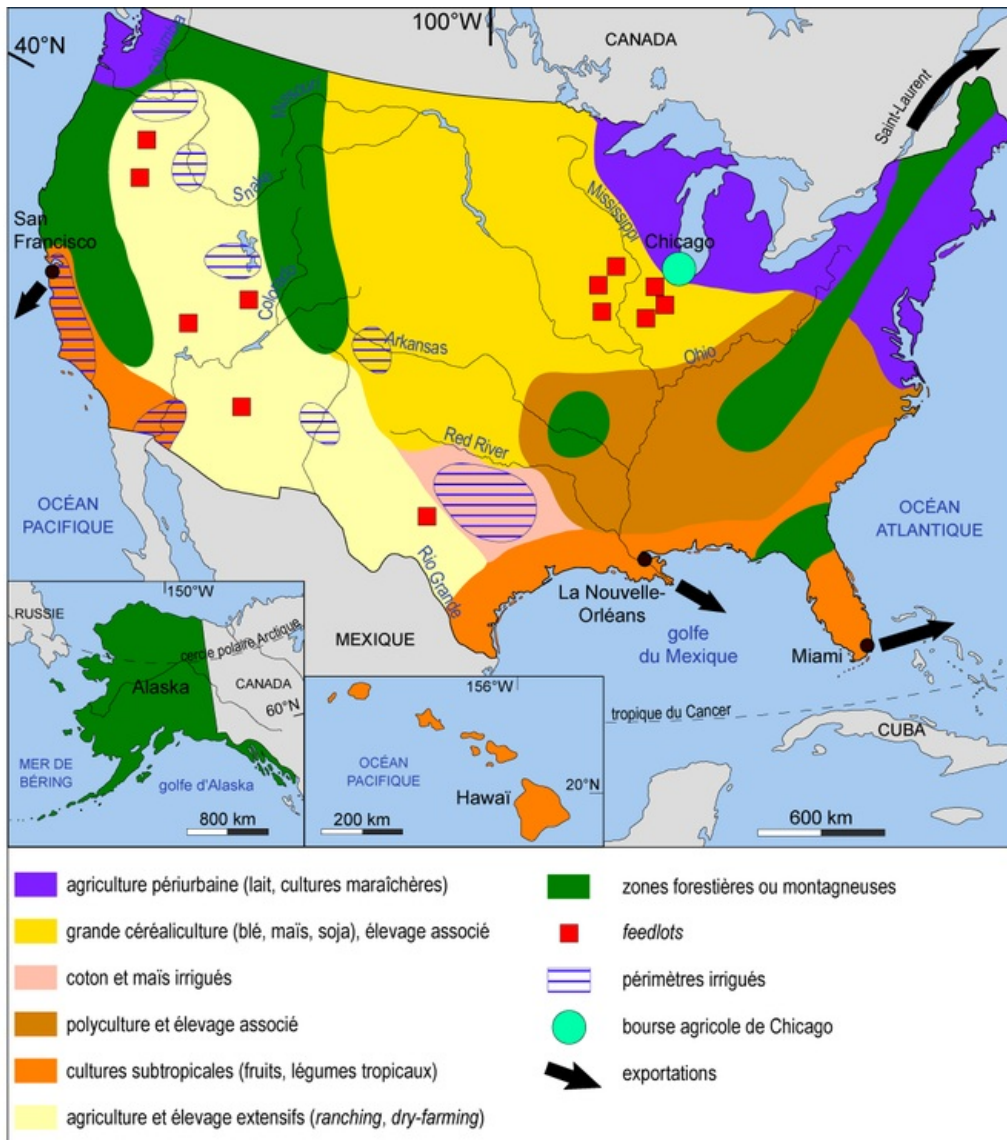 100°W
40°N
CANADA
Columbia
Missouri
Saint-Laurent
Snake
Mississippi
San
Francisco
Chicago
Colorado
Arkansas
Ohio
Red River
OCÉAN
PACIFIQUE
OCÉAN
ATLANTIQUE
Rio Grande
La Nouvelle-
Orléans
MEXIQUE
golfe
du Mexique
Miami
150°W
RUSSIE
cercle polaire Arctique
Alaska
CANADA
60°N
MER DE
BÉRING
golfe d'Alaska
800 km
156°W
OCÉAN
PACIFIQUE
20°N
Hawaï
200 km
tropique du Cancer
CUBA
600 km
agriculture périurbaine (lait, cultures maraîchères)
grande céréaliculture (blé, maïs, soja), élevage associé
coton et maïs irrigués
polyculture et élevage associé
cultures subtropicales (fruits, légumes tropicaux)
agriculture et élevage extensifs (ranching, dry-farming)
zones forestières ou montagneuses
feedlots
périmètres irrigués
bourse agricole de Chicago
exportations